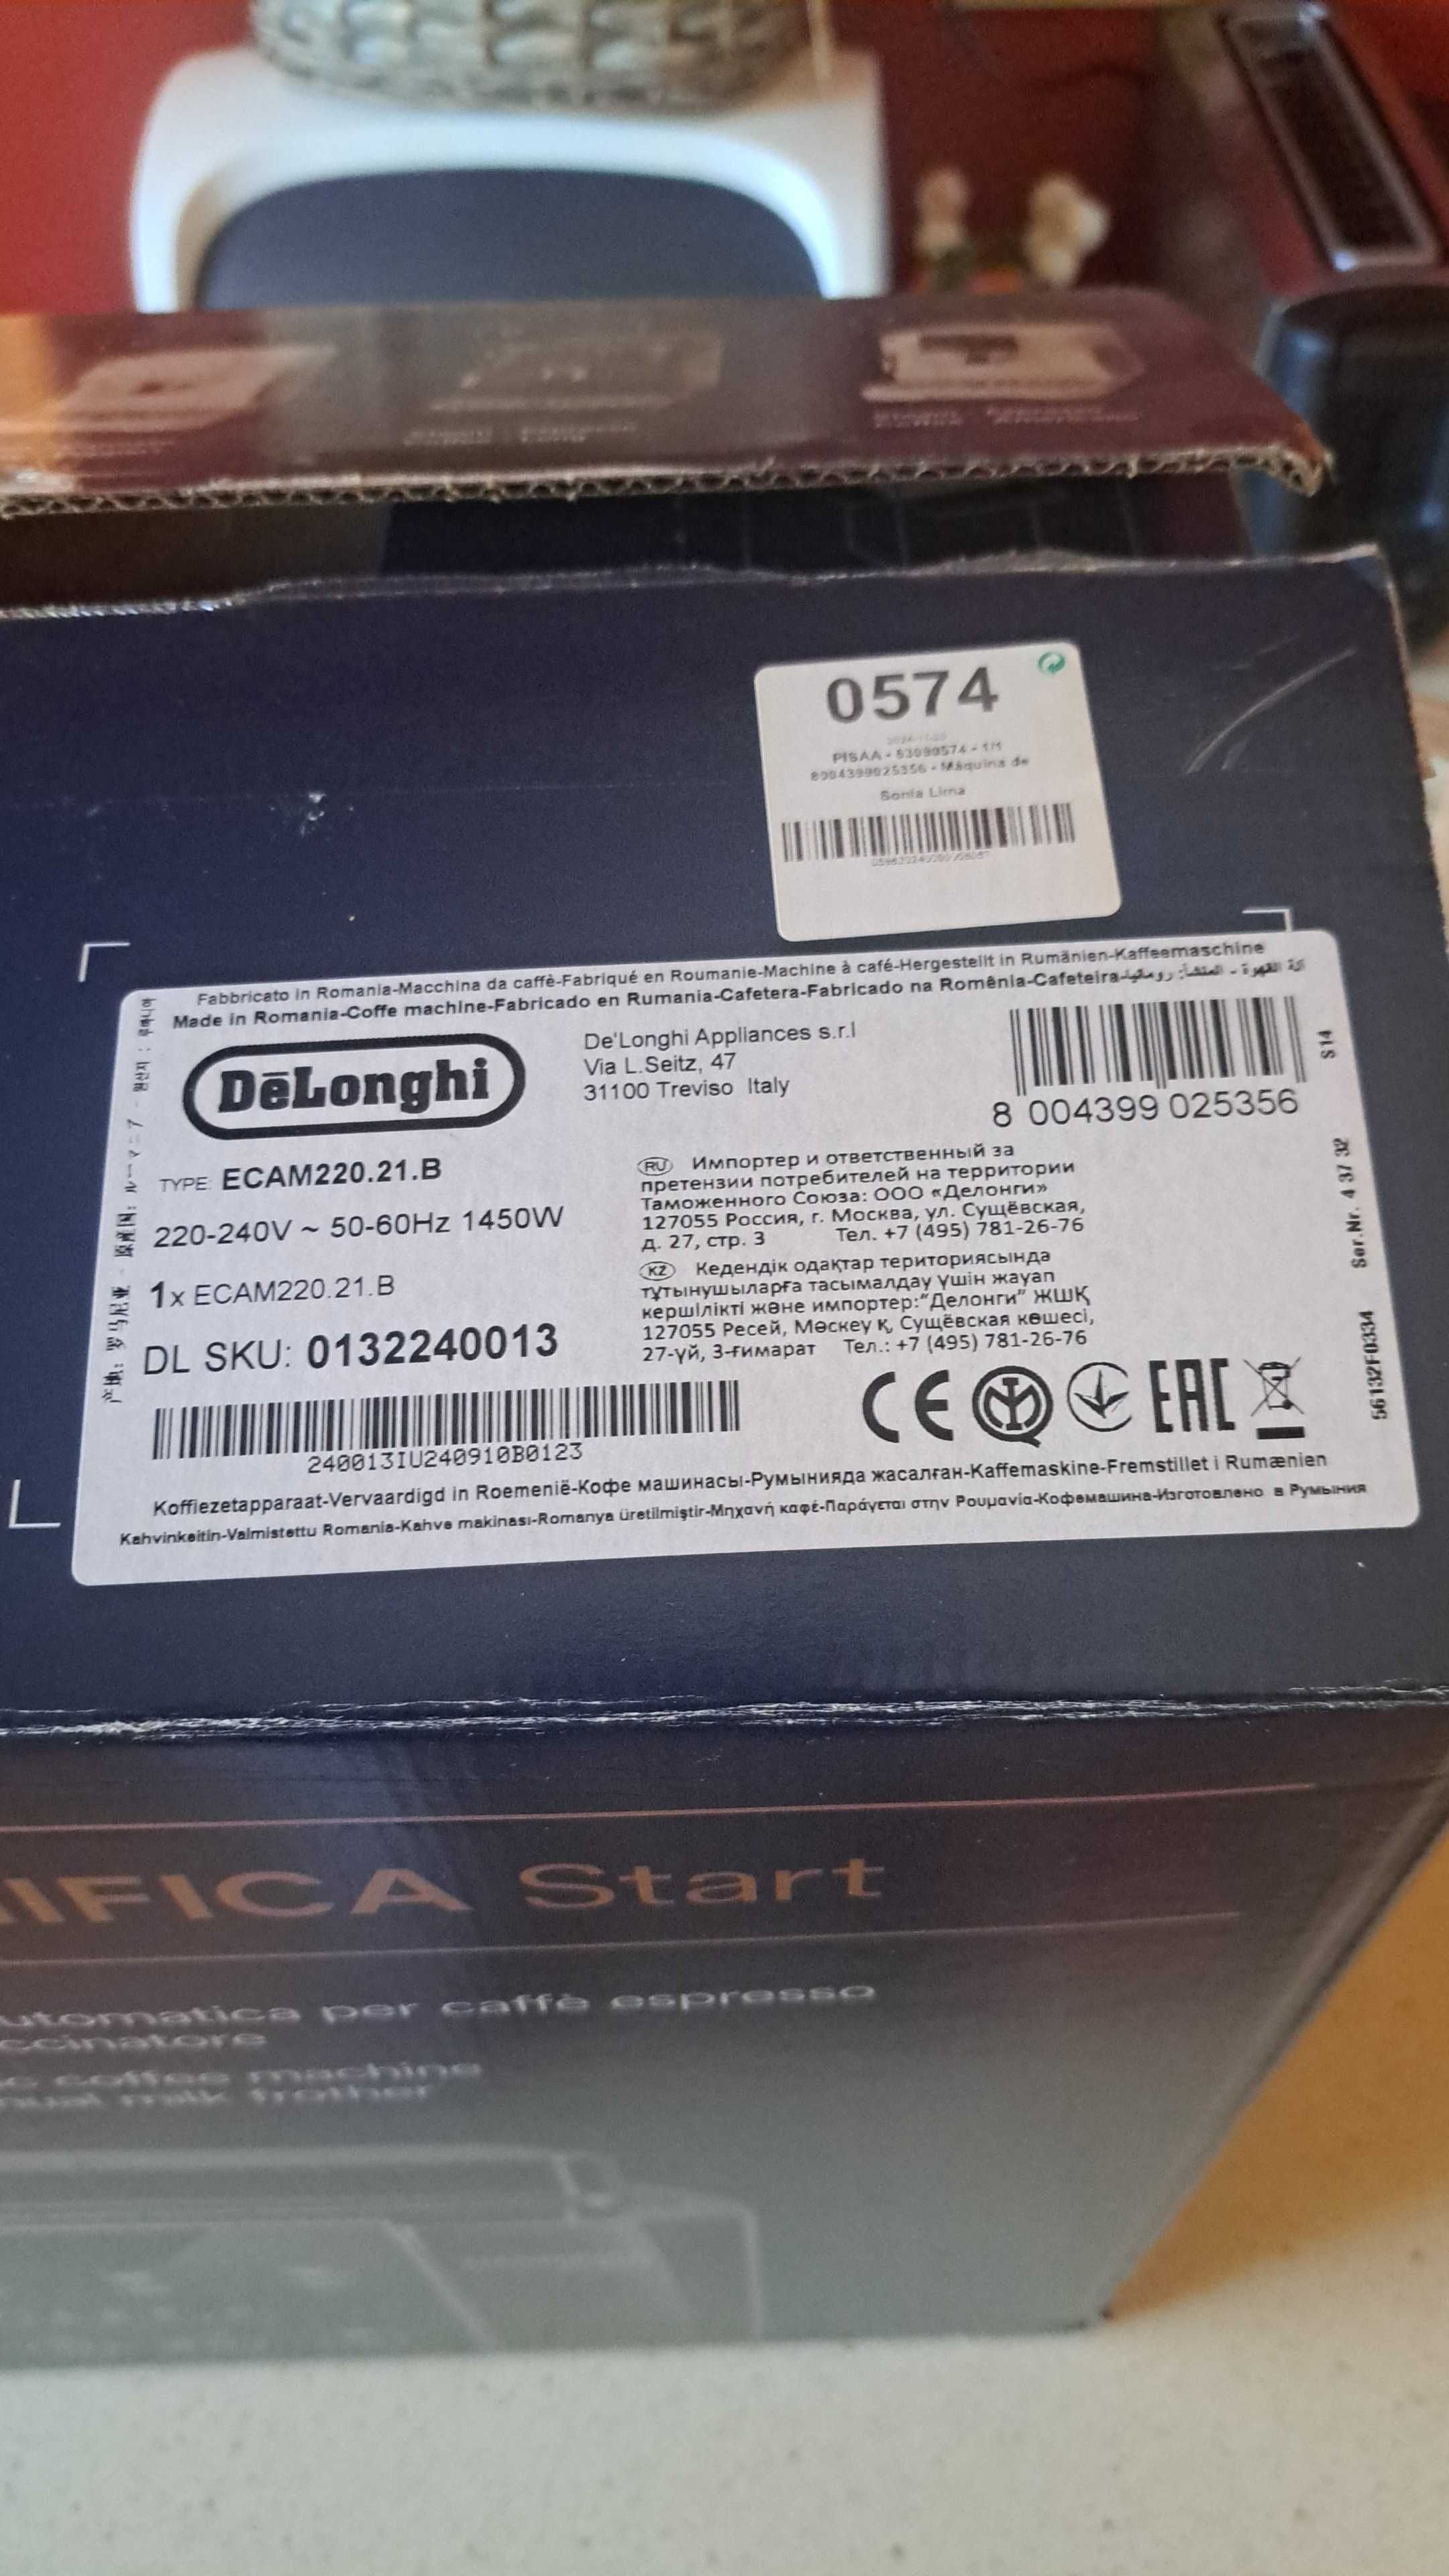 0574
PISAA - 53090574 - 1/1
8004399025356 - Máquina de
Sonia Lima
Fabbricato in Romania-Macchina da caffè-Fabriqué en Roumanie-Machine à café-Hergestellt in Rumänien-Kaffeemaschine
Made in Romania-Coffe machine-Fabricado en Rumania-Cafetera-Fabricado na Romênia-Cafeteira-المنشأ: رومانيا - القهوة
DēLonghi
De'Longhi Appliances s.r.l
Via L.Seitz, 47
31100 Treviso Italy
8 004399 025356
S14
TYPE: ECAM220.21.B
220-240V ~ 50-60Hz 1450W
1x ECAM220.21.B
DL SKU: 0132240013
240013IU240910B0123
RU Импортер и ответственный за
претензии потребителей на территории
Таможенного Союза: ООО «Делонги»
127055 Россия, г. Москва, ул. Сущёвская,
д. 27, стр. 3 Тел. +7 (495) 781-26-76
KZ Кедендік одақтар территориясында
тұтынушыларға тасымалдау үшін жауап
кершілікті және импортер:“Делонги” ЖШҚ
127055 Ресей, Мәскеу қ, Сущёвская көшесі,
27-үй, 3-ғимарат Тел.: +7 (495) 781-26-76
CE EAC
Ser.Nr. 4 37 32
56132F0334
Koffiezetapparaat-Vervaardigd in Roemenië-Кофе машинасы-Румынияда жасалған-Kaffemaskine-Fremstillet i Rumænien
Kahvinkeitin-Valmistettu Romania-Kahve makinası-Romanya üretilmiştir-Μηχανή καφέ-Παράγεται στην Ρουμανία-Кофемашина-Изготовлено в Румыния
IFICA Start
utomatica per caffè espresso
ccinatore
c coffee machine
nual milk frother